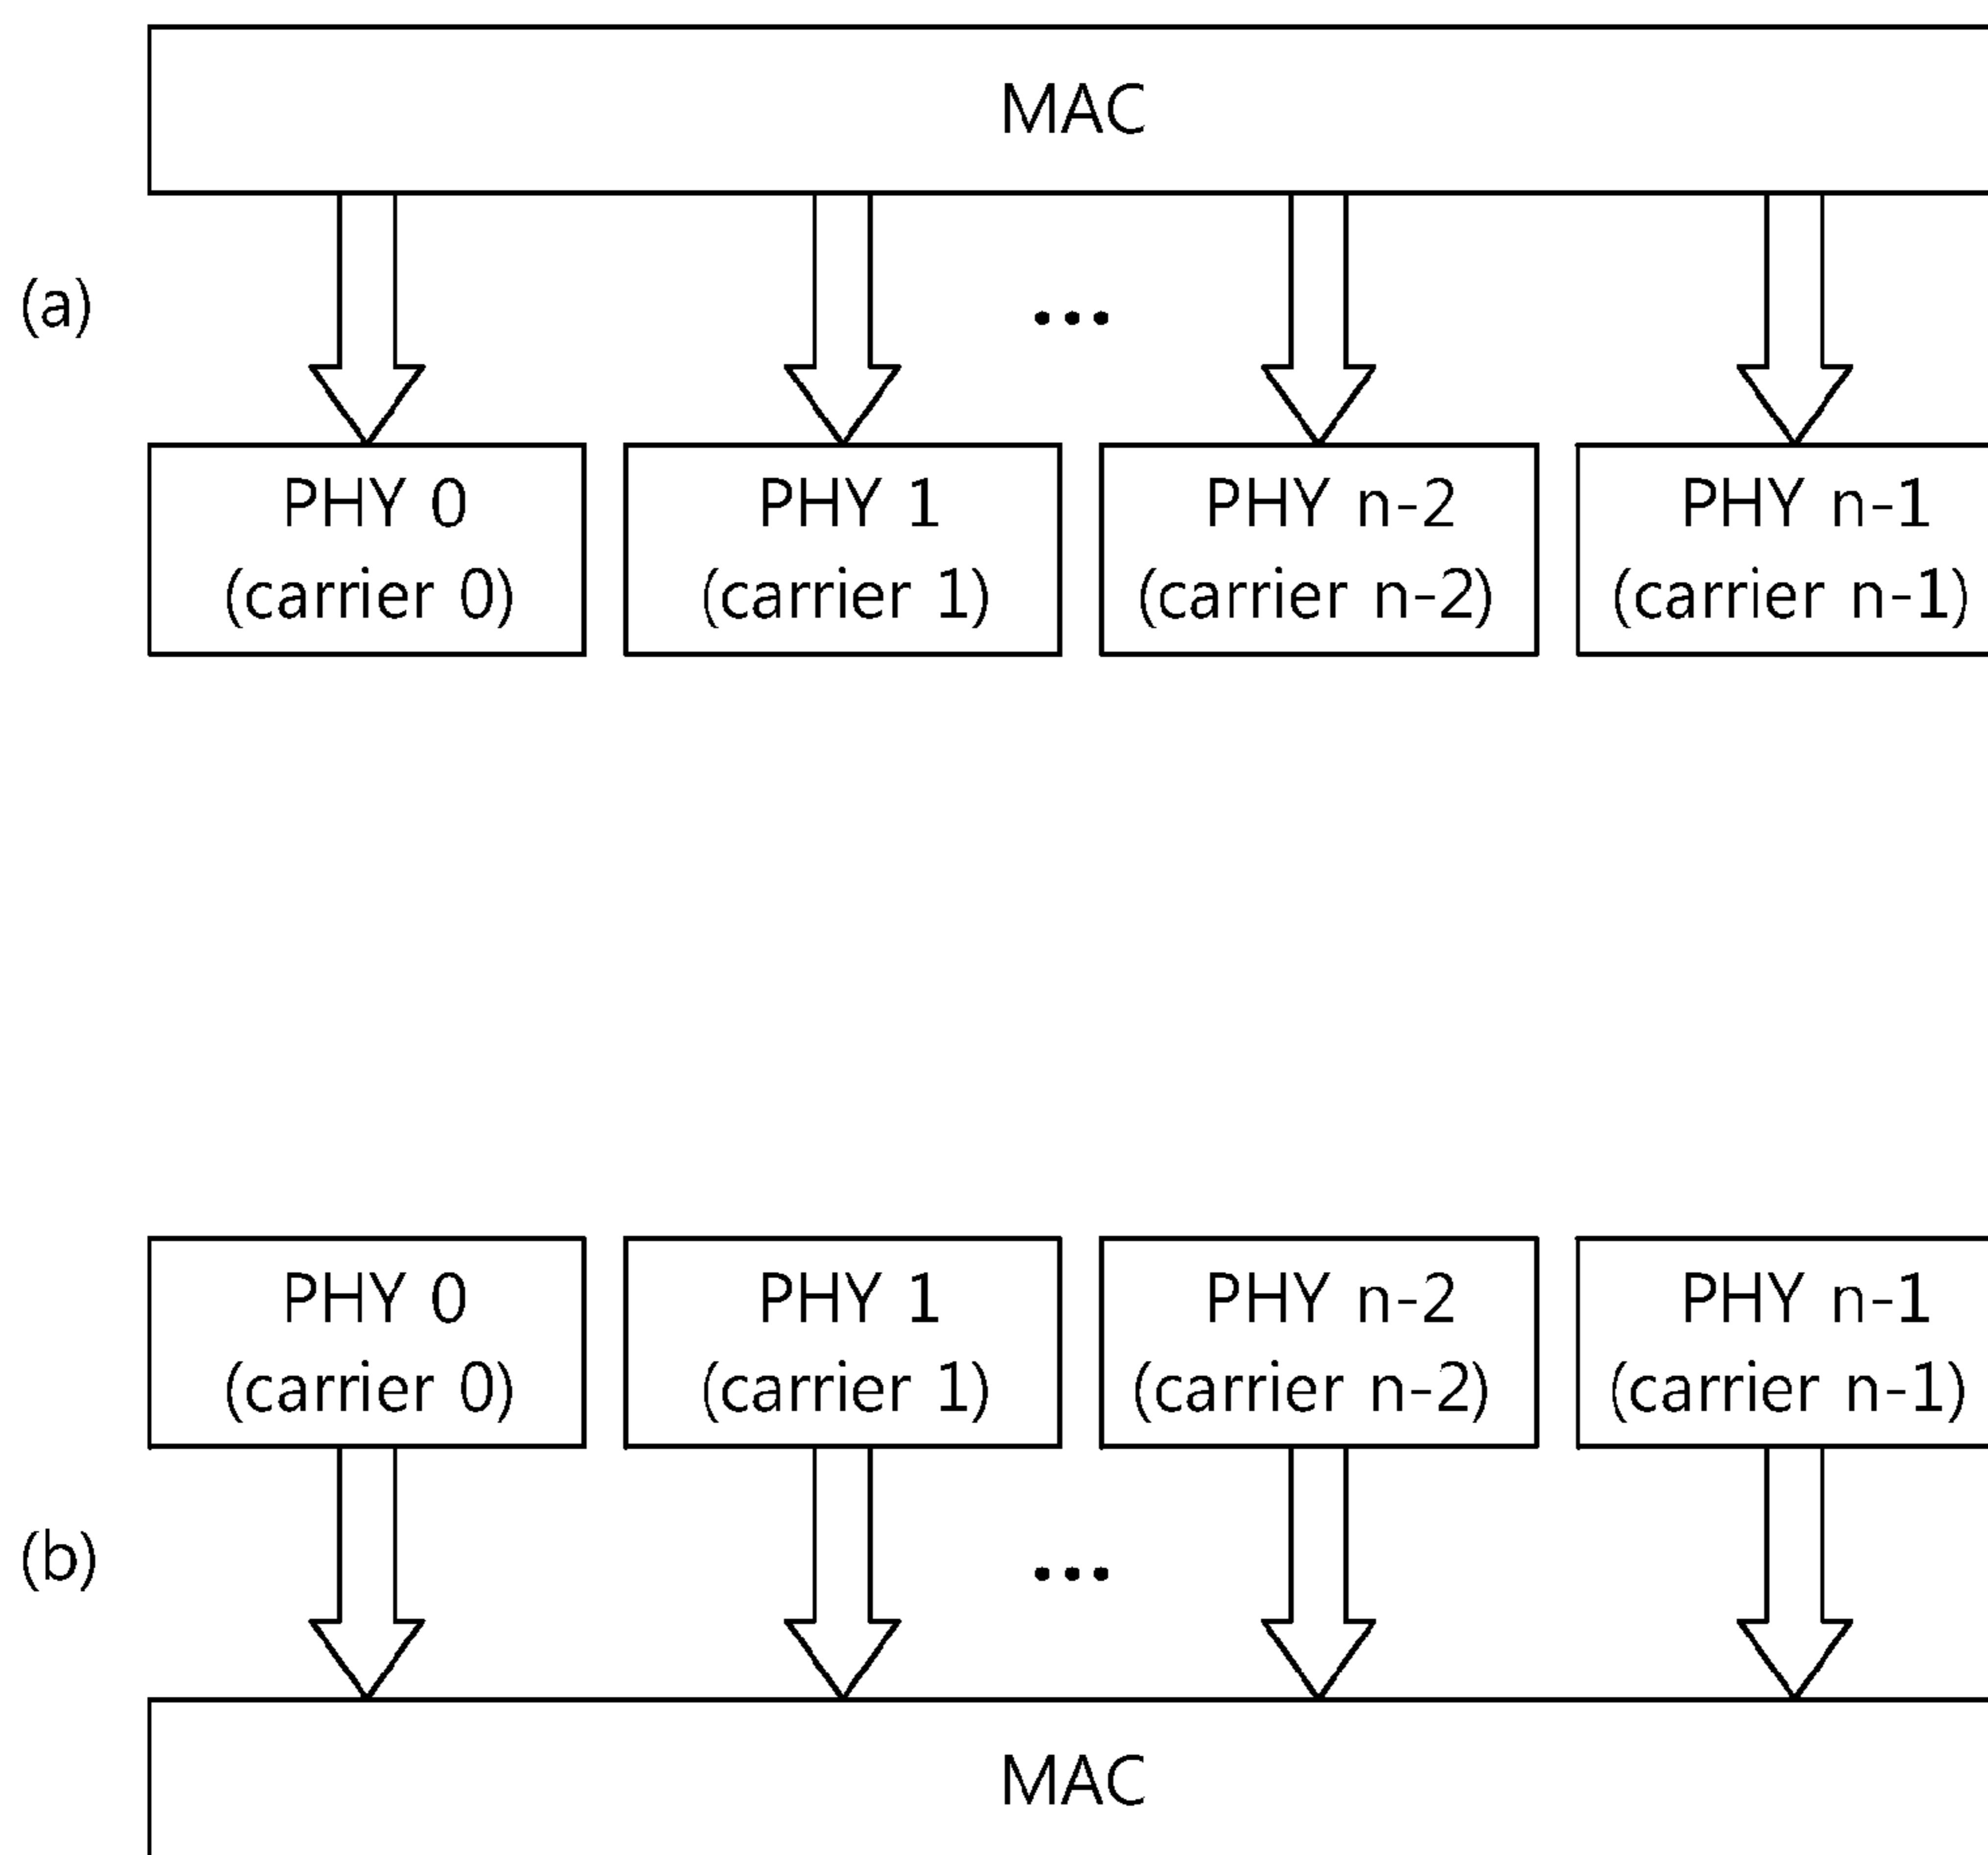 MAC
(a)
...
PHY 0
(carrier 0)
PHY 1
(carrier 1)
PHY n-2
(carrier n-2)
PHY n-1
(carrier n-1)
PHY 0
(carrier 0)
PHY 1
(carrier 1)
PHY n-2
(carrier n-2)
PHY n-1
(carrier n-1)
(b)
...
MAC